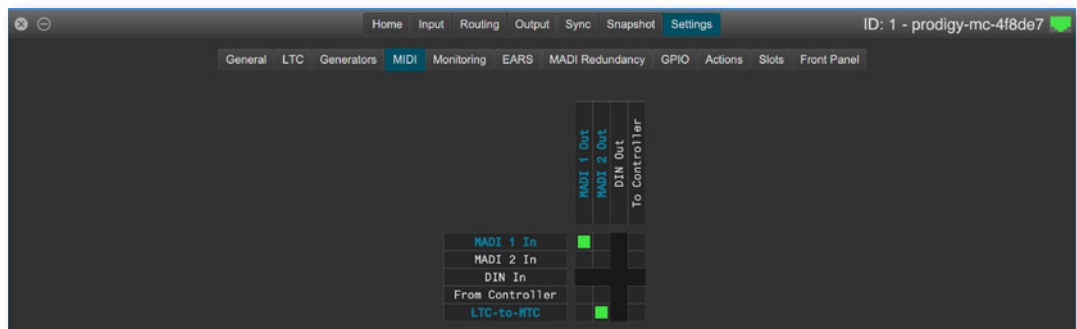 Home Input Routing Output Sync Snapshot Settings ID: 1 - prodigy-mc-4f8de7
General LTC Generators MIDI Monitoring EARS MADI Redundancy GPIO Actions Slots Front Panel
MADI 1 Out
MADI 2 Out
DIN Out
To Controller
MADI 1 In
MADI 2 In
DIN In
From Controller
LTC-to-MTC